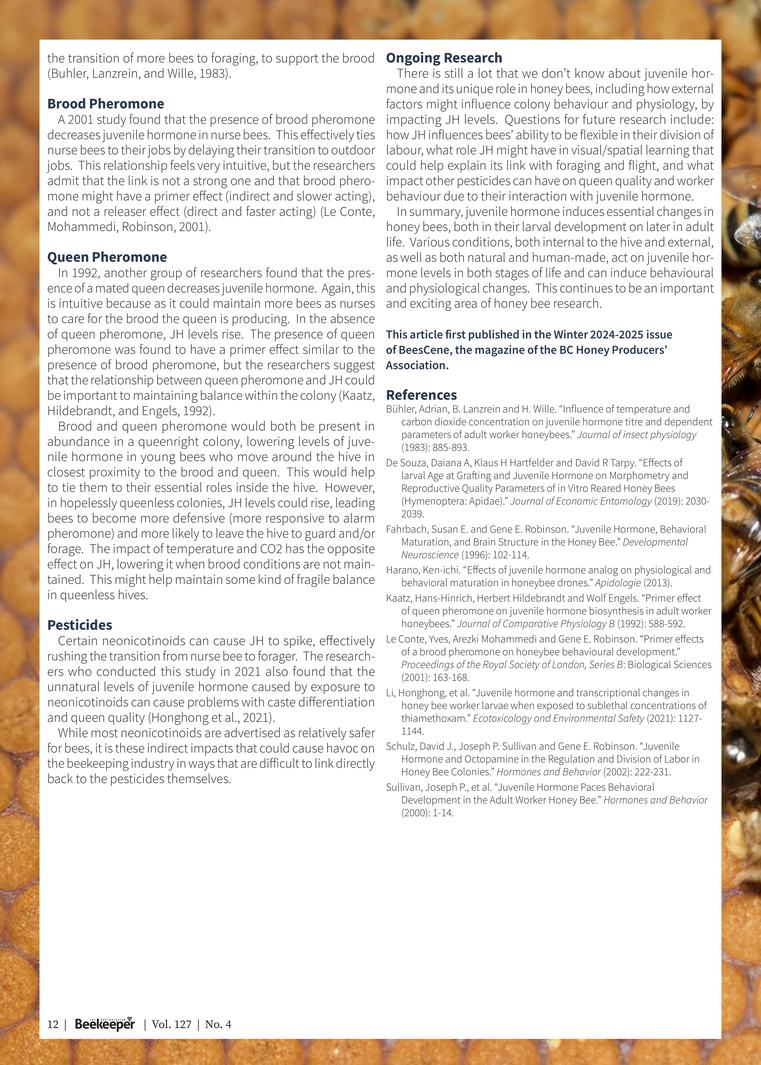 the transition of more bees to foraging, to support the brood
(Buhler, Lanzrein, and Wille, 1983).
Brood Pheromone
A 2001 study found that the presence of brood pheromone
decreases juvenile hormone in nurse bees. This effectively ties
nurse bees to their jobs by delaying their transition to outdoor
jobs. This relationship feels very intuitive, but the researchers
admit that the link is not a strong one and that brood phero-
mone might have a primer effect (indirect and slower acting),
and not a releaser effect (direct and faster acting) (Le Conte,
Mohammedi, Robinson, 2001).
Queen Pheromone
In 1992, another group of researchers found that the pres-
ence of a mated queen decreases juvenile hormone. Again, this
is intuitive because as it could maintain more bees as nurses
to care for the brood the queen is producing. In the absence
of queen pheromone, JH levels rise. The presence of queen
pheromone was found to have a primer effect similar to the
presence of brood pheromone, but the researchers suggest
that the relationship between queen pheromone and JH could
be important to maintaining balance within the colony (Kaatz,
Hildebrandt, and Engels, 1992).
Brood and queen pheromone would both be present in
abundance in a queenright colony, lowering levels of juve-
nile hormone in young bees who move around the hive in
closest proximity to the brood and queen. This would help
to tie them to their essential roles inside the hive. However,
in hopelessly queenless colonies, JH levels could rise, leading
bees to become more defensive (more responsive to alarm
pheromone) and more likely to leave the hive to guard and/or
forage. The impact of temperature and CO2 has the opposite
effect on JH, lowering it when brood conditions are not main-
tained. This might help maintain some kind of fragile balance
in queenless hives.
Pesticides
Certain neonicotinoids can cause JH to spike, effectively
rushing the transition from nurse bee to forager. The research-
ers who conducted this study in 2021 also found that the
unnatural levels of juvenile hormone caused by exposure to
neonicotinoids can cause problems with caste differentiation
and queen quality (Honghong et al., 2021).
While most neonicotinoids are advertised as relatively safer
for bees, it is these indirect impacts that could cause havoc on
the beekeeping industry in ways that are difficult to link directly
back to the pesticides themselves.
Ongoing Research
There is still a lot that we don't know about juvenile hor-
mone and its unique role in honey bees, including how external
factors might influence colony behaviour and physiology, by
impacting JH levels. Questions for future research include:
how JH influences bees' ability to be flexible in their division of
labour, what role JH might have in visual/spatial learning that
could help explain its link with foraging and flight, and what
impact other pesticides can have on queen quality and worker
behaviour due to their interaction with juvenile hormone.
In summary, juvenile hormone induces essential changes in
honey bees, both in their larval development on later in adult
life. Various conditions, both internal to the hive and external,
as well as both natural and human-made, act on juvenile hor-
mone levels in both stages of life and can induce behavioural
and physiological changes. This continues to be an important
and exciting area of honey bee research.
This article first published in the Winter 2024-2025 issue
of BeesCene, the magazine of the BC Honey Producers'
Association.
References
Bühler, Adrian, B. Lanzrein and H. Wille. "Influence of temperature and
carbon dioxide concentration on juvenile hormone titre and dependent
parameters of adult worker honeybees." Journal of insect physiology
(1983): 885-893.
De Souza, Daiana A, Klaus H Hartfelder and David R Tarpy. "Effects of
larval Age at Grafting and Juvenile Hormone on Morphometry and
Reproductive Quality Parameters of in Vitro Reared Honey Bees
(Hymenoptera: Apidae)." Journal of Economic Entomology (2019): 2030-
2039.
Fahrbach, Susan E. and Gene E. Robinson. "Juvenile Hormone, Behavioral
Maturation, and Brain Structure in the Honey Bee." Developmental
Neuroscience (1996): 102-114.
Harano, Ken-ichi. "Effects of juvenile hormone analog on physiological and
behavioral maturation in honeybee drones." Apidologie (2013).
Kaatz, Hans-Hinrich, Herbert Hildebrandt and Wolf Engels. "Primer effect
of queen pheromone on juvenile hormone biosynthesis in adult worker
honeybees." Journal of Comparative Physiology B (1992): 588-592.
Le Conte, Yves, Arezki Mohammedi and Gene E. Robinson. "Primer effects
of a brood pheromone on honeybee behavioural development."
Proceedings of the Royal Society of London, Series B: Biological Sciences
(2001): 163-168.
Li, Honghong, et al. "Juvenile hormone and transcriptional changes in
honey bee worker larvae when exposed to sublethal concentrations of
thiamethoxam." Ecotoxicology and Environmental Safety (2021): 1127-
1144.
Schulz, David J., Joseph P. Sullivan and Gene E. Robinson. "Juvenile
Hormone and Octopamine in the Regulation and Division of Labor in
Honey Bee Colonies." Hormones and Behavior (2002): 222-231.
Sullivan, Joseph P., et al. "Juvenile Hormone Paces Behavioral
Development in the Adult Worker Honey Bee." Hormones and Behavior
(2000): 1-14.
12 | Beekeeper | Vol. 127 | No. 4